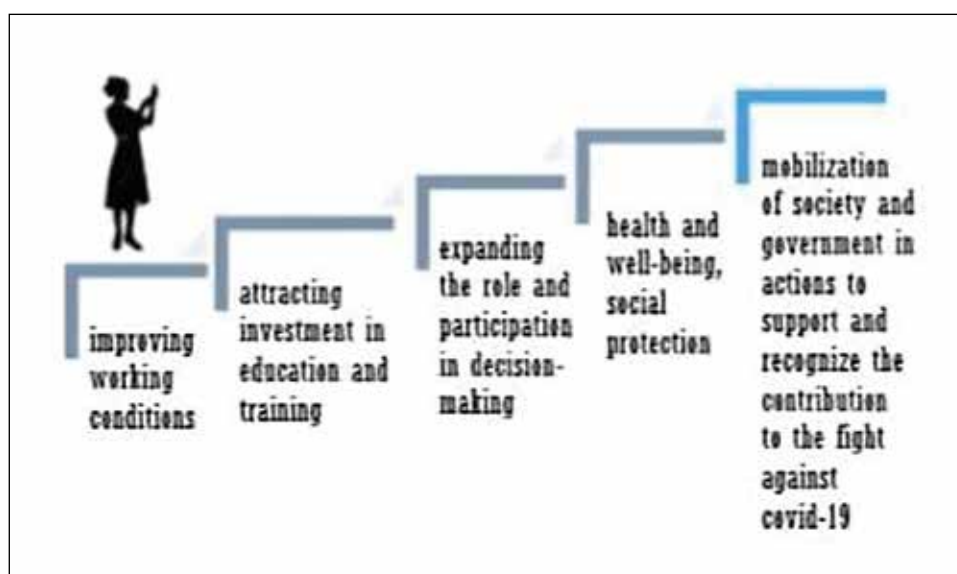 improving
working
conditions
attracting
investment in
education and
training
expanding
the role and
participation
in decision-
making
health and
well-being,
social
protection
mobilization
of society and
government in
actions to
support and
recognize the
contribution
to the fight
against
covid-19